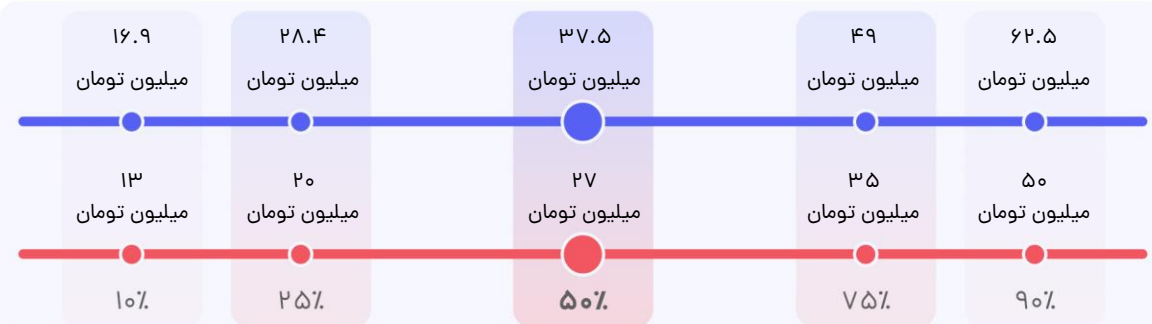 ۱۶.۹ ۲۸.۴ ۳۷.۵ ۴۹ ۶۲.۵
میلیون تومان میلیون تومان میلیون تومان میلیون تومان میلیون تومان
۱۳ ۲۰ ۲۷ ۳۵ ۵۰
میلیون تومان میلیون تومان میلیون تومان میلیون تومان میلیون تومان
۱۰٪ ۲۵٪ ۵۰٪ ۷۵٪ ۹۰٪